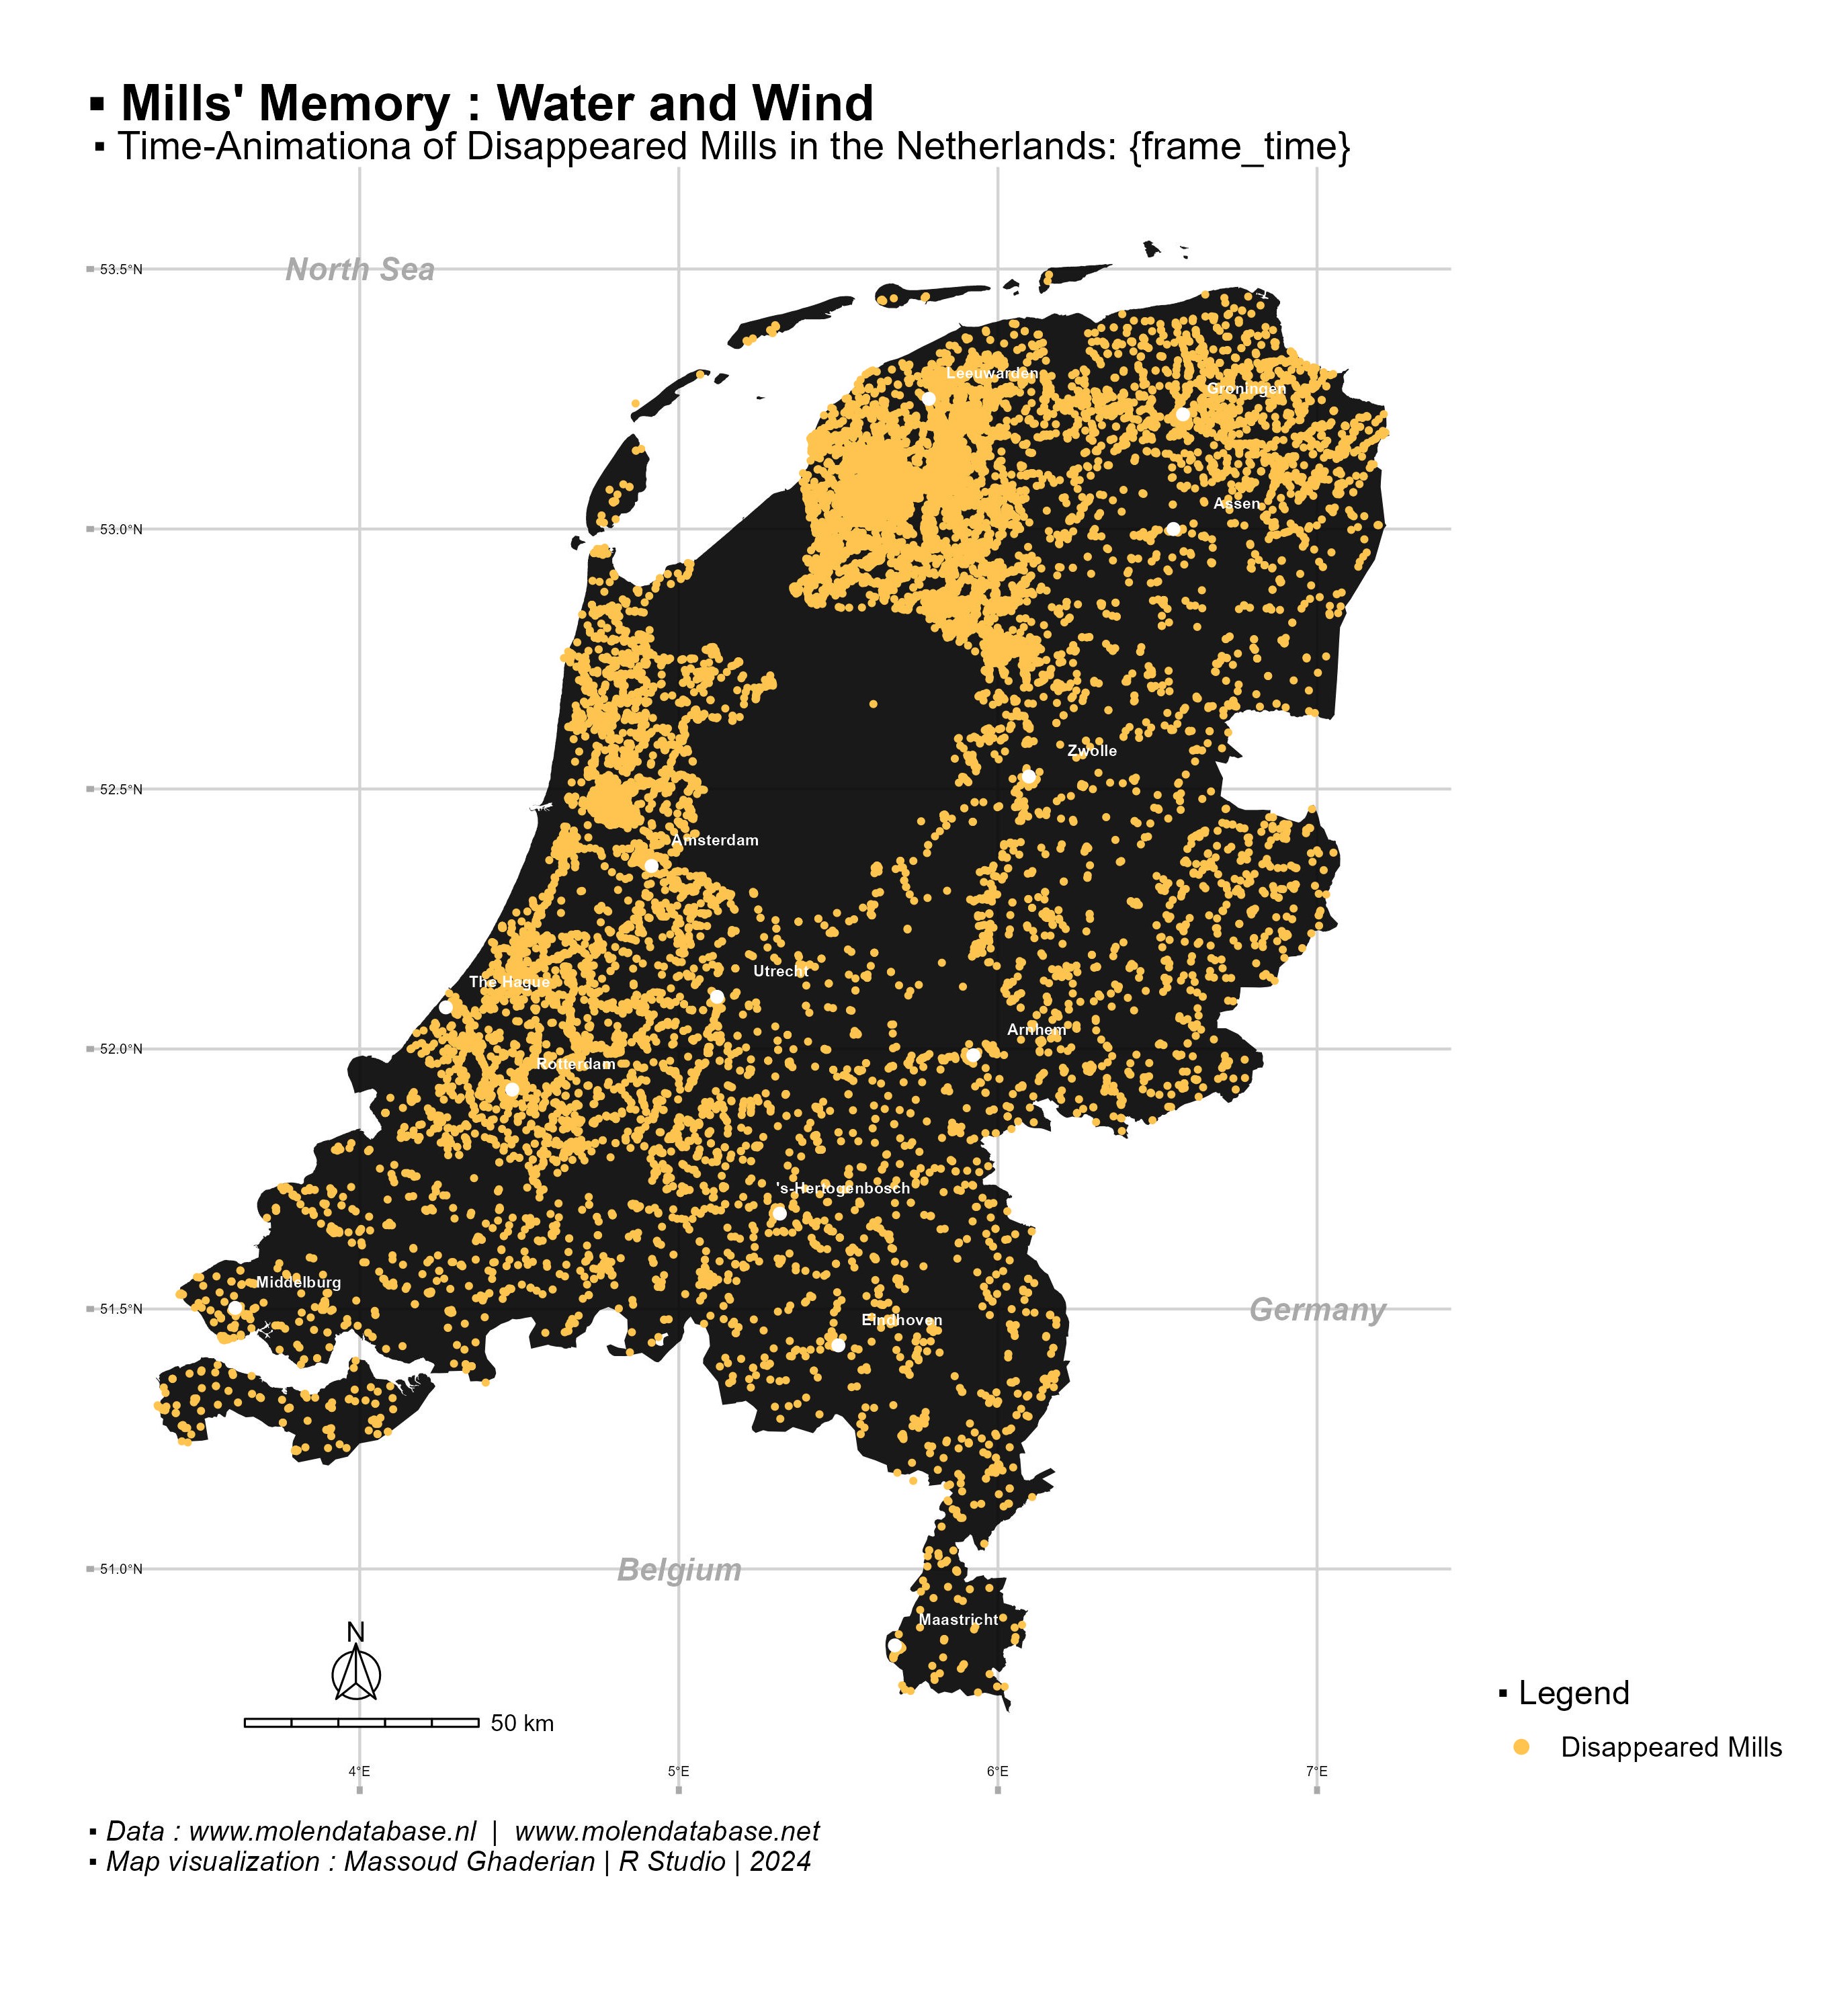 ▪ Mills' Memory : Water and Wind
▪ Time-Animationa of Disappeared Mills in the Netherlands: {frame_time}
North Sea
53.5°N
Leeuwarden
Groningen
Assen
53.0°N
Zwolle
52.5°N
Amsterdam
Utrecht
The Hague
Arnhem
52.0°N
Rotterdam
's-Hertogenbosch
Middelburg
51.5°N
Germany
Eindhoven
51.0°N
Belgium
Maastricht
N
50 km
▪ Legend
Disappeared Mills
4°E 5°E 6°E 7°E
▪ Data : www.molendatabase.nl | www.molendatabase.net
▪ Map visualization : Massoud Ghaderian | R Studio | 2024